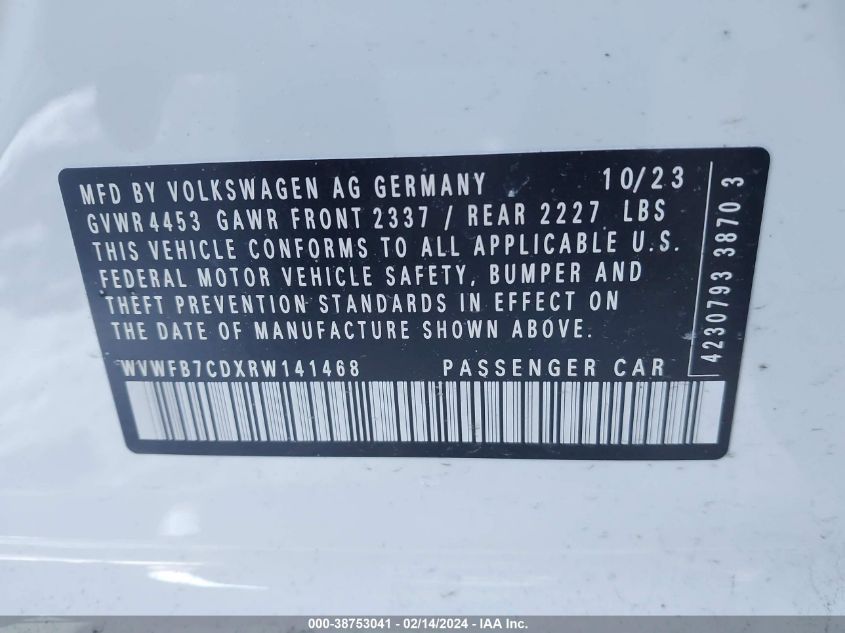 MFD BY VOLKSWAGEN AG GERMANY 10/23
GVWR 4453 GAWR FRONT 2337 / REAR 2227 LBS
THIS VEHICLE CONFORMS TO ALL APPLICABLE U.S.
FEDERAL MOTOR VEHICLE SAFETY, BUMPER AND
THEFT PREVENTION STANDARDS IN EFFECT ON
THE DATE OF MANUFACTURE SHOWN ABOVE.
WVWFB7CDXRW141468 PASSENGER CAR
4230793 3870 3
000-38753041 - 02/14/2024 - IAA Inc.